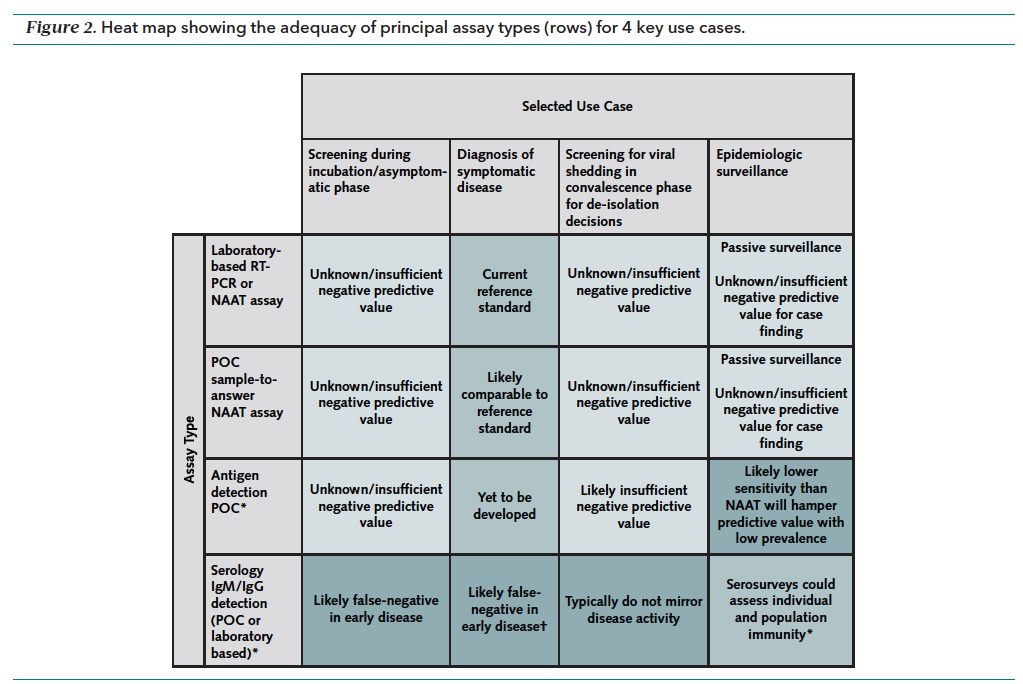 Figure 2. Heat map showing the adequacy of principal assay types (rows) for 4 key use cases.
Selected Use Case
Screening during
incubation/asymptom-
atic phase
Diagnosis of
symptomatic
disease
Screening for viral
shedding in
convalescence phase
for de-isolation
decisions
Epidemiologic
surveillance
Assay Type
Laboratory-
based RT-
PCR or
NAAT assay
Unknown/insufficient
negative predictive
value
Current
reference
standard
Unknown/insufficient
negative predictive
value
Passive surveillance
Unknown/insufficient
negative predictive
value for case
finding
POC
sample-to-
answer
NAAT assay
Unknown/insufficient
negative predictive
value
Likely
comparable to
reference
standard
Unknown/insufficient
negative predictive
value
Passive surveillance
Unknown/insufficient
negative predictive
value for case
finding
Antigen
detection
POC*
Unknown/insufficient
negative predictive
value
Yet to be
developed
Likely insufficient
negative predictive
value
Likely lower
sensitivity than
NAAT will hamper
predictive value with
low prevalence
Serology
IgM/IgG
detection
(POC or
laboratory
based)*
Likely false-negative
in early disease
Likely false-
negative in
early disease†
Typically do not mirror
disease activity
Serosurveys could
assess individual
and population
immunity*